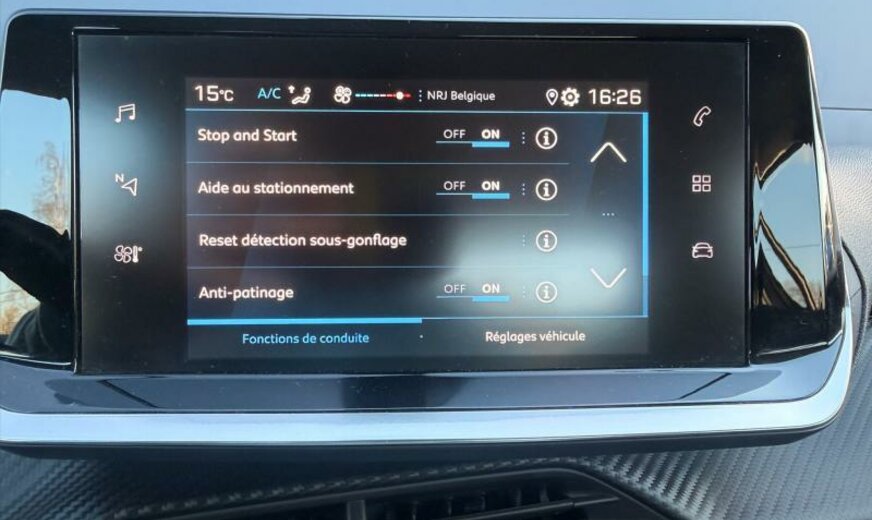 15°C A/C NRJ Belgique 16:26
Stop and Start OFF ON
N
Aide au stationnement OFF ON
Reset détection sous-gonflage
Anti-patinage OFF ON
Fonctions de conduite Réglages véhicule